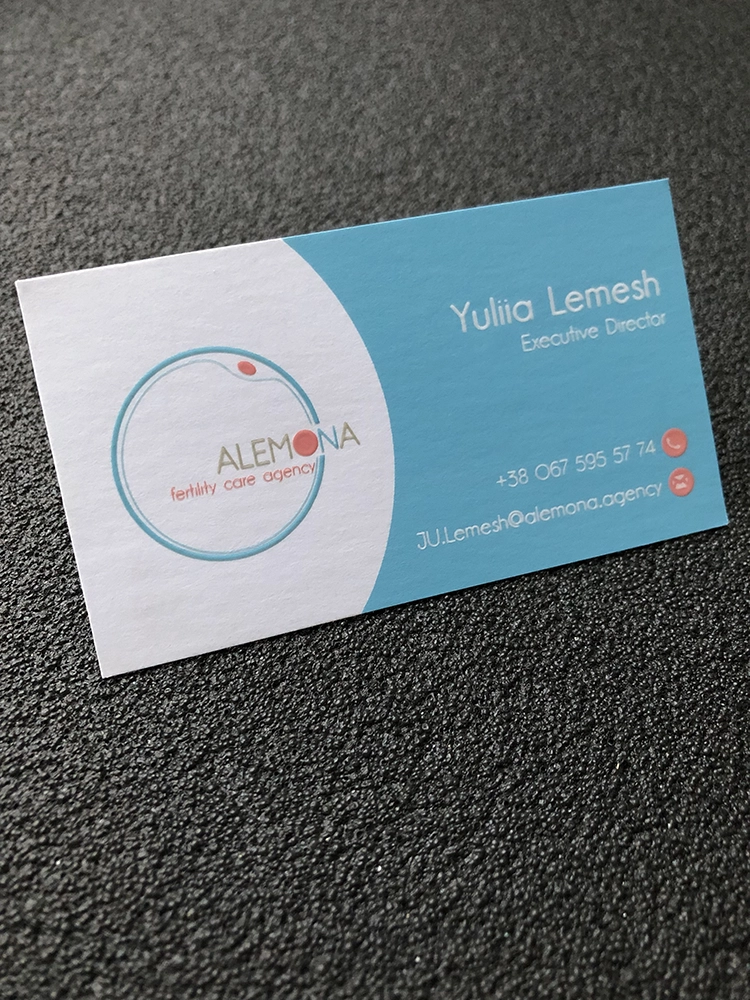 ALEMONA
fertility care agency
Yuliia Lemesh
Executive Director
+38 067 595 57 74
JU.Lemesh@alemona.agency